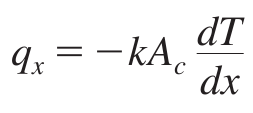 q_x = −kA_c dT/dx